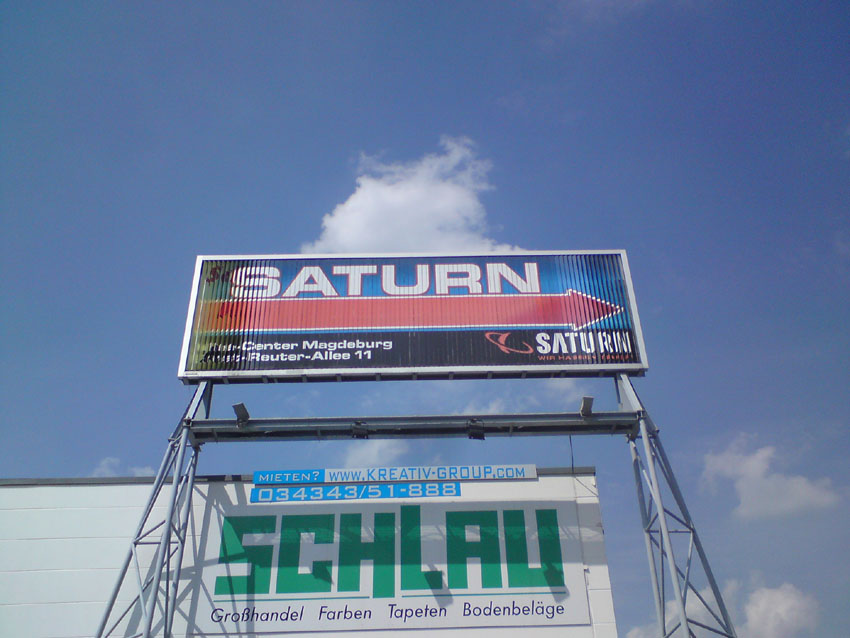 SATURN
-Center Magdeburg
-Reuter-Allee 11
SATURN
MIETEN? WWW.KREATIV-GROUP.COM
034343/51-888
SCHLAU
Großhandel Farben Tapeten Bodenbeläge